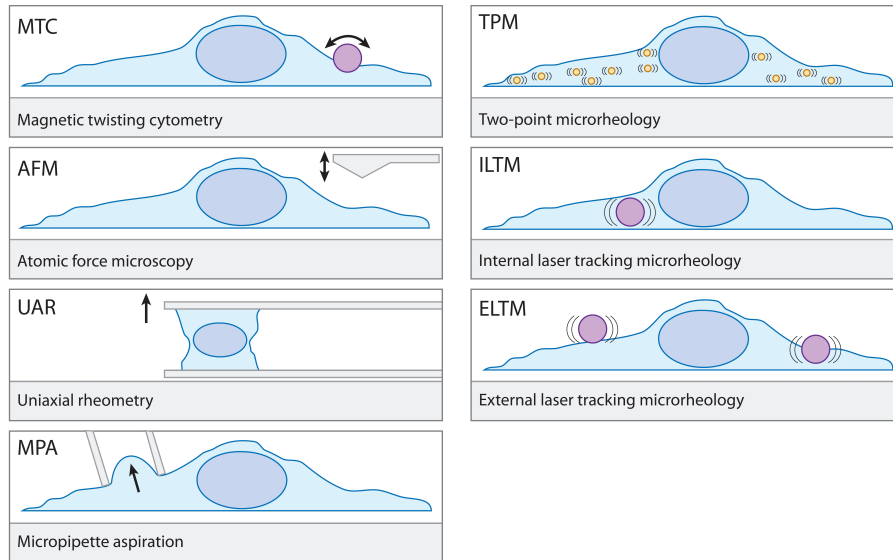 MTC
Magnetic twisting cytometry
AFM
Atomic force microscopy
UAR
Uniaxial rheometry
MPA
Micropipette aspiration
TPM
Two-point microrheology
ILTM
Internal laser tracking microrheology
ELTM
External laser tracking microrheology